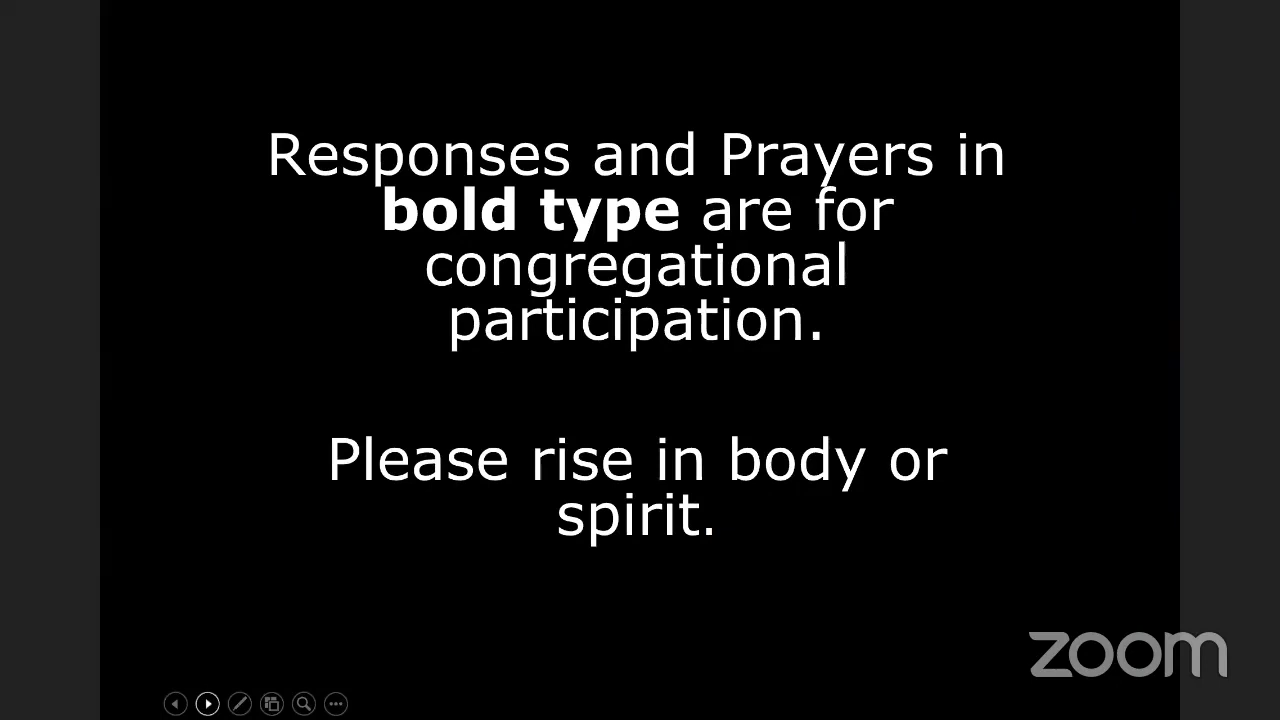 Responses and Prayers in
bold type are for
congregational
participation.
Please rise in body or
spirit.
zoom